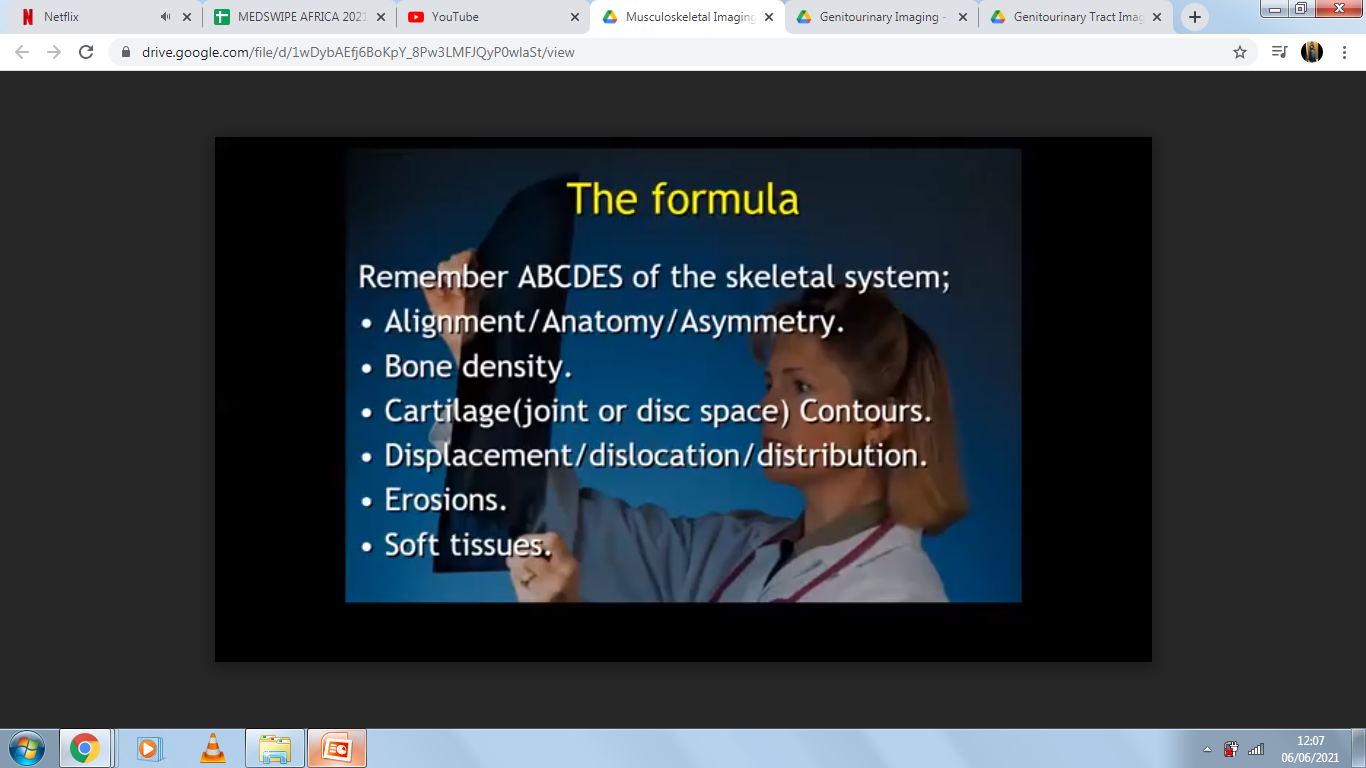 Netflix
MEDSWIPE AFRICA 2021
YouTube
Musculoskeletal Imaging
Genitourinary Imaging -
Genitourinary Tract Imag
drive.google.com/file/d/1wDybAEfj6BoKpY_8Pw3LMFJQyP0wlaSt/view
The formula
Remember ABCDES of the skeletal system;
• Alignment/Anatomy/Asymmetry.
• Bone density.
• Cartilage(joint or disc space) Contours.
• Displacement/dislocation/distribution.
• Erosions.
• Soft tissues.
12:07
06/06/2021